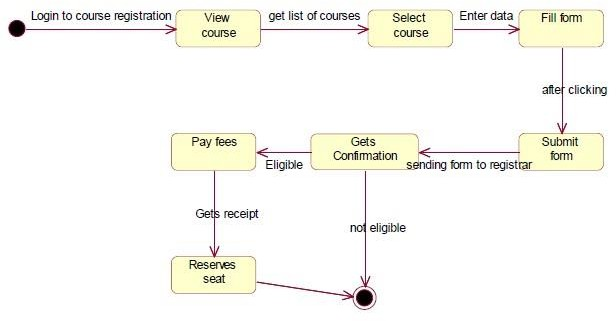 Login to course registration
View
course
get list of courses
Select
course
Enter data
Fill form
after clicking
Submit
form
sending form to registrar
Gets
Confirmation
Eligible
Pay fees
Gets receipt
not eligible
Reserves
seat